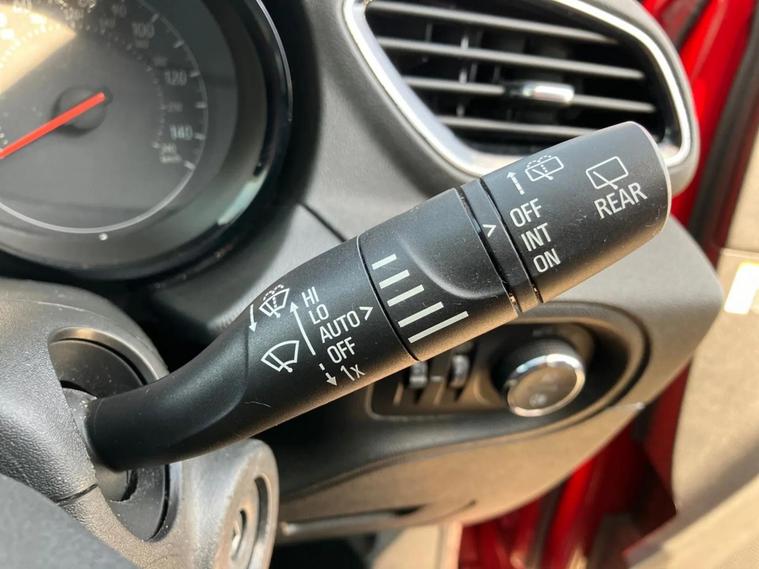 100
120
140
HI
LO
AUTO >
OFF
1x
>
OFF
INT
ON
REAR